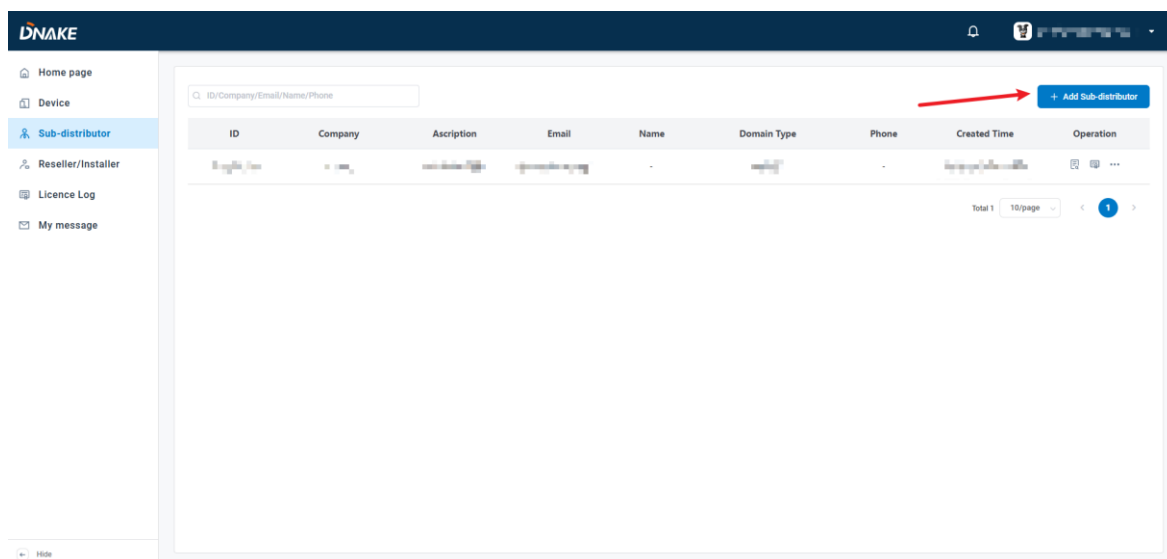 DNAKE
Home page
Device
Sub-distributor
Reseller/Installer
Licence Log
My message
Hide
ID/Company/Email/Name/Phone
+ Add Sub-distributor
ID Company Ascription Email Name Domain Type Phone Created Time Operation
- -
Total 1 10/page < 1 >